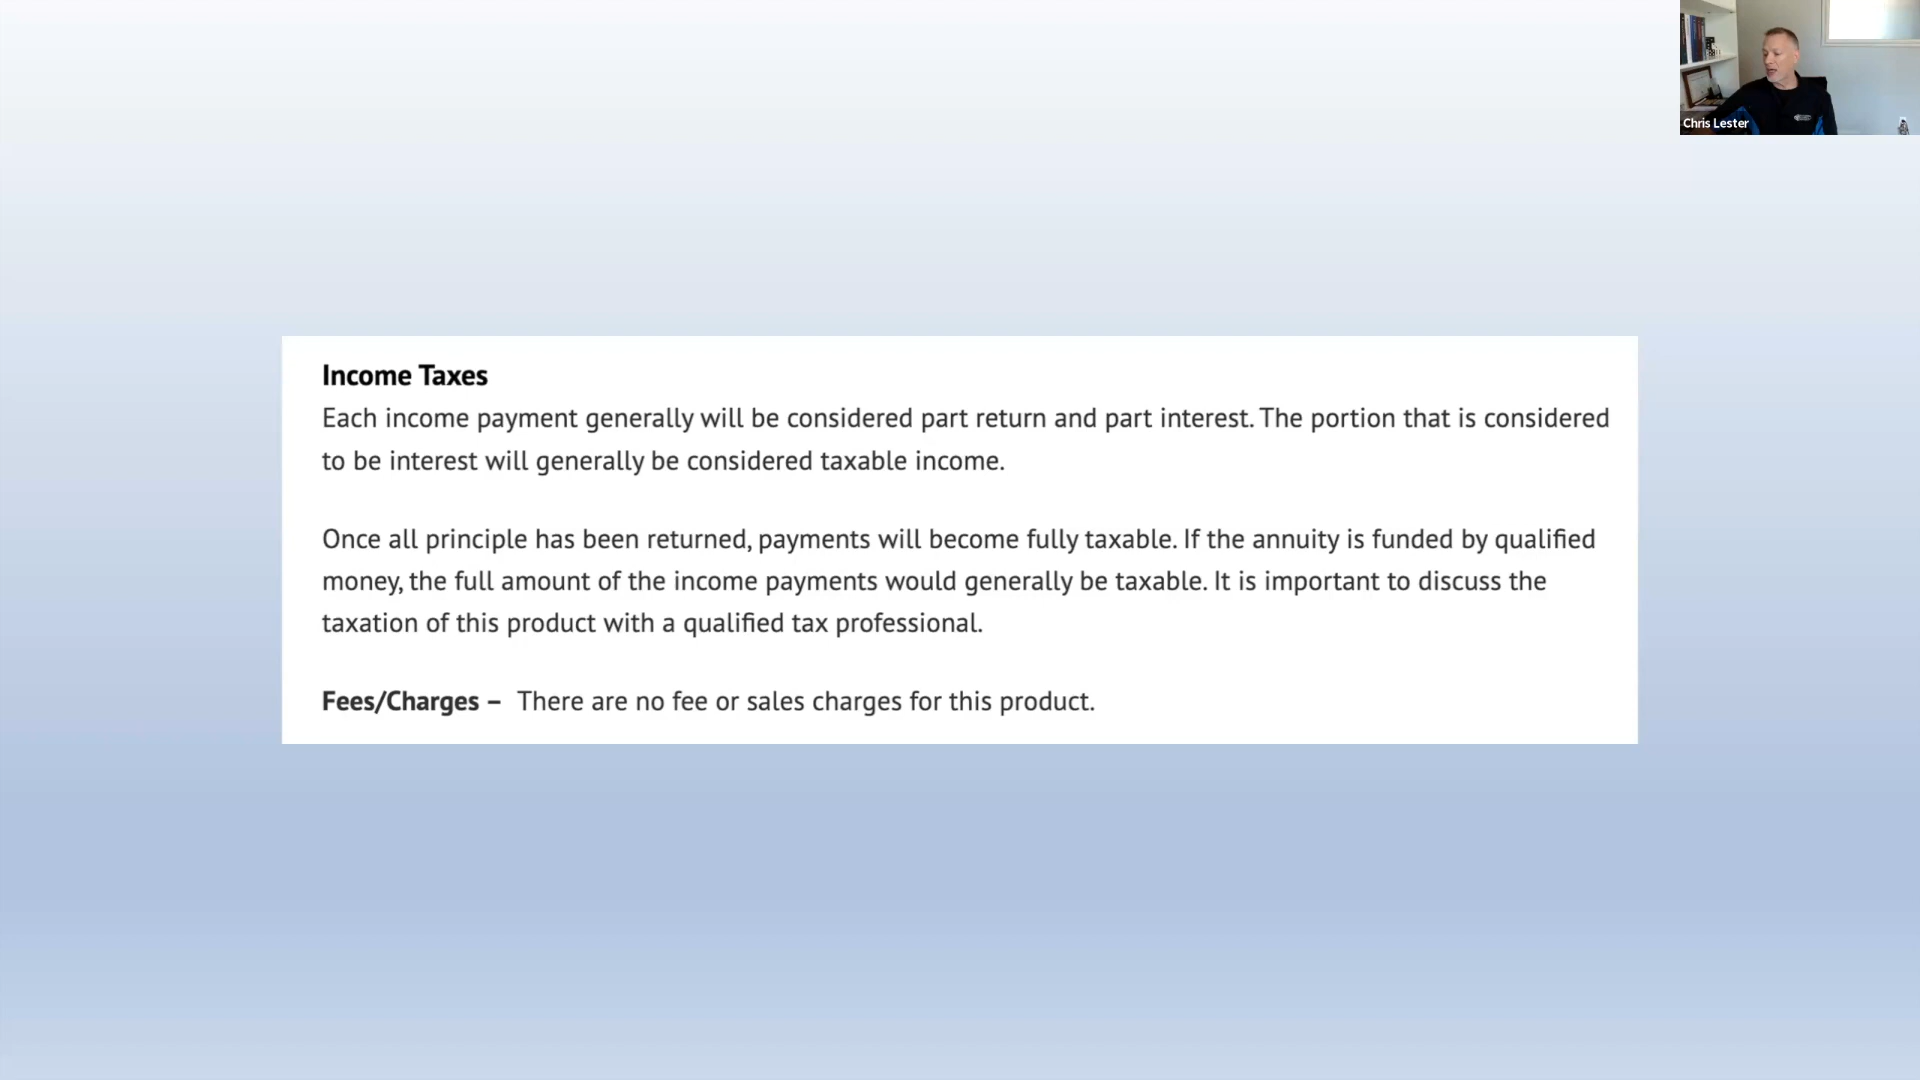 Chris Lester
Income Taxes
Each income payment generally will be considered part return and part interest. The portion that is considered
to be interest will generally be considered taxable income.
Once all principle has been returned, payments will become fully taxable. If the annuity is funded by qualified
money, the full amount of the income payments would generally be taxable. It is important to discuss the
taxation of this product with a qualified tax professional.
Fees/Charges – There are no fee or sales charges for this product.